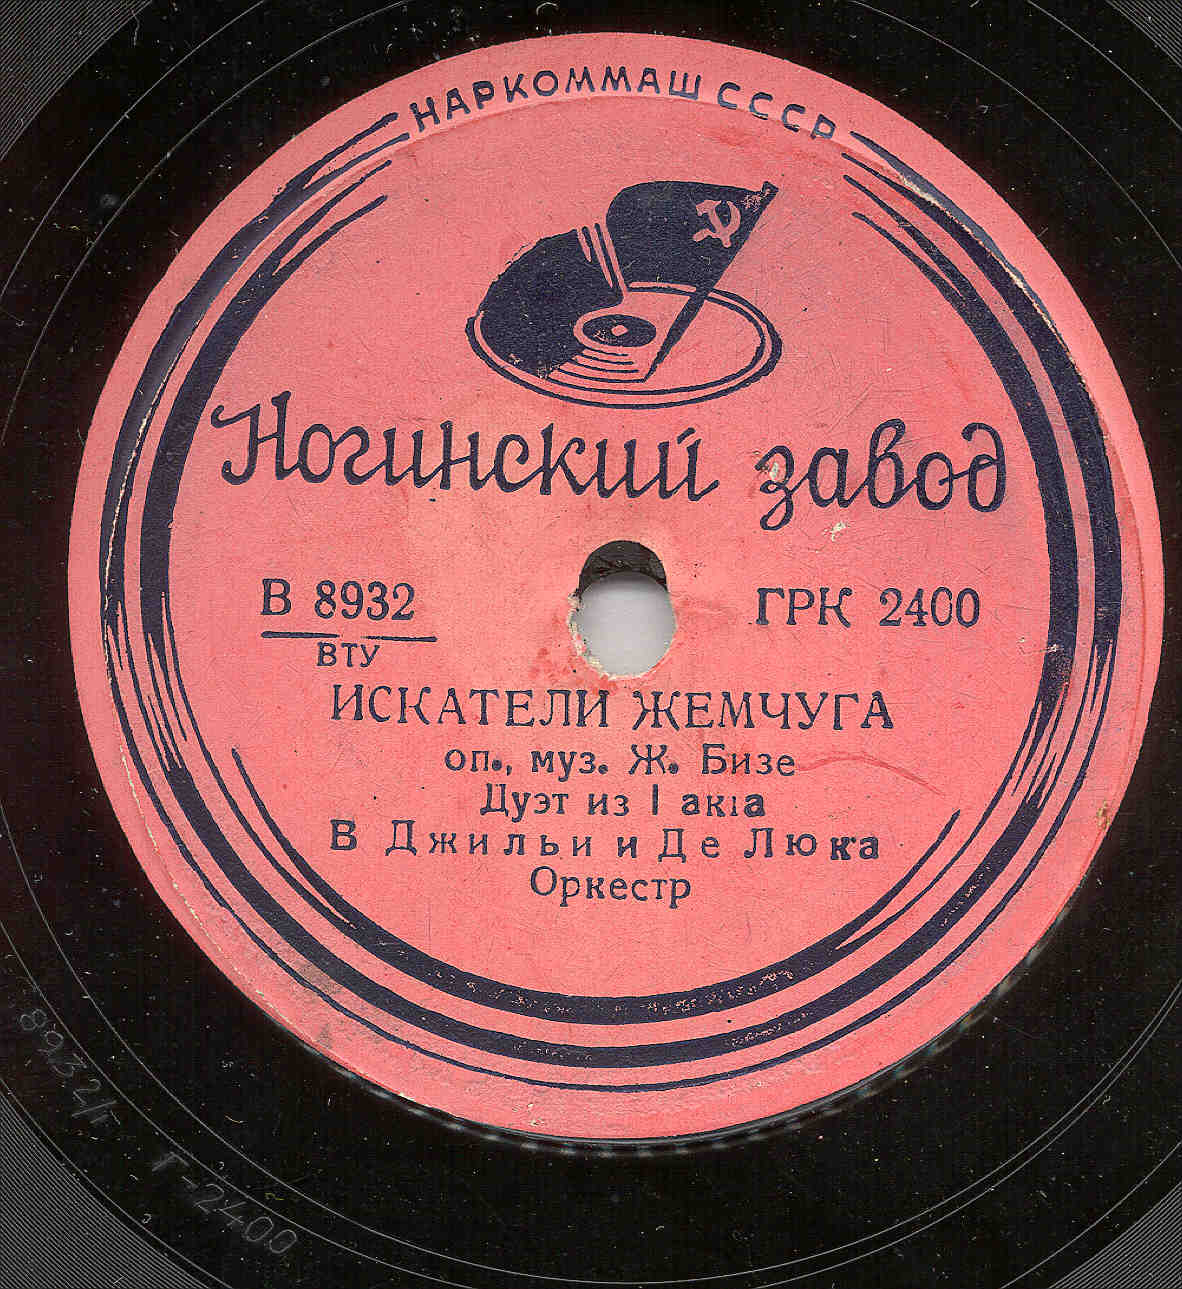 НАРКОММАШ СССР
Ногинский завод
В 8932 ГРК 2400
ВТУ
ИСКАТЕЛИ ЖЕМЧУГА
оп., муз. Ж. Бизе
Дуэт из I акта
В Джильи и Де Люка
Оркестр
8932/1
Г-2400